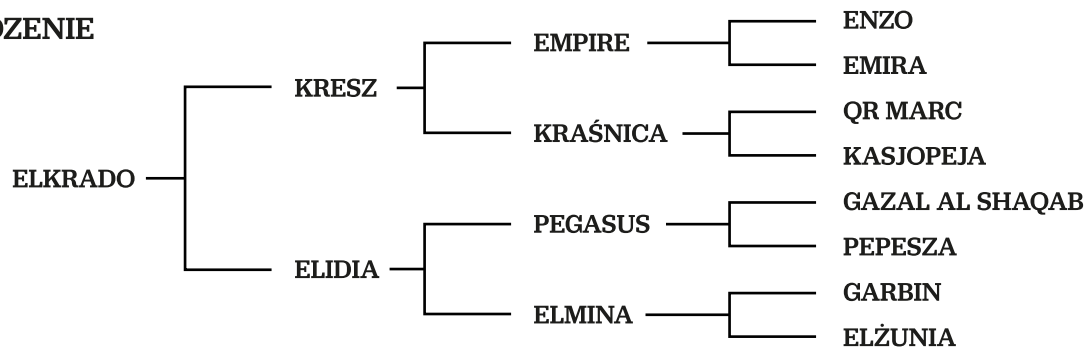 ENZO
EMPIRE
EMIRA
KRESZ
QR MARC
KRAŚNICA
KASJOPEJA
ELKRADO
GAZAL AL SHAQAB
PEGASUS
PEPESZA
ELIDIA
GARBIN
ELMINA
ELŻUNIA